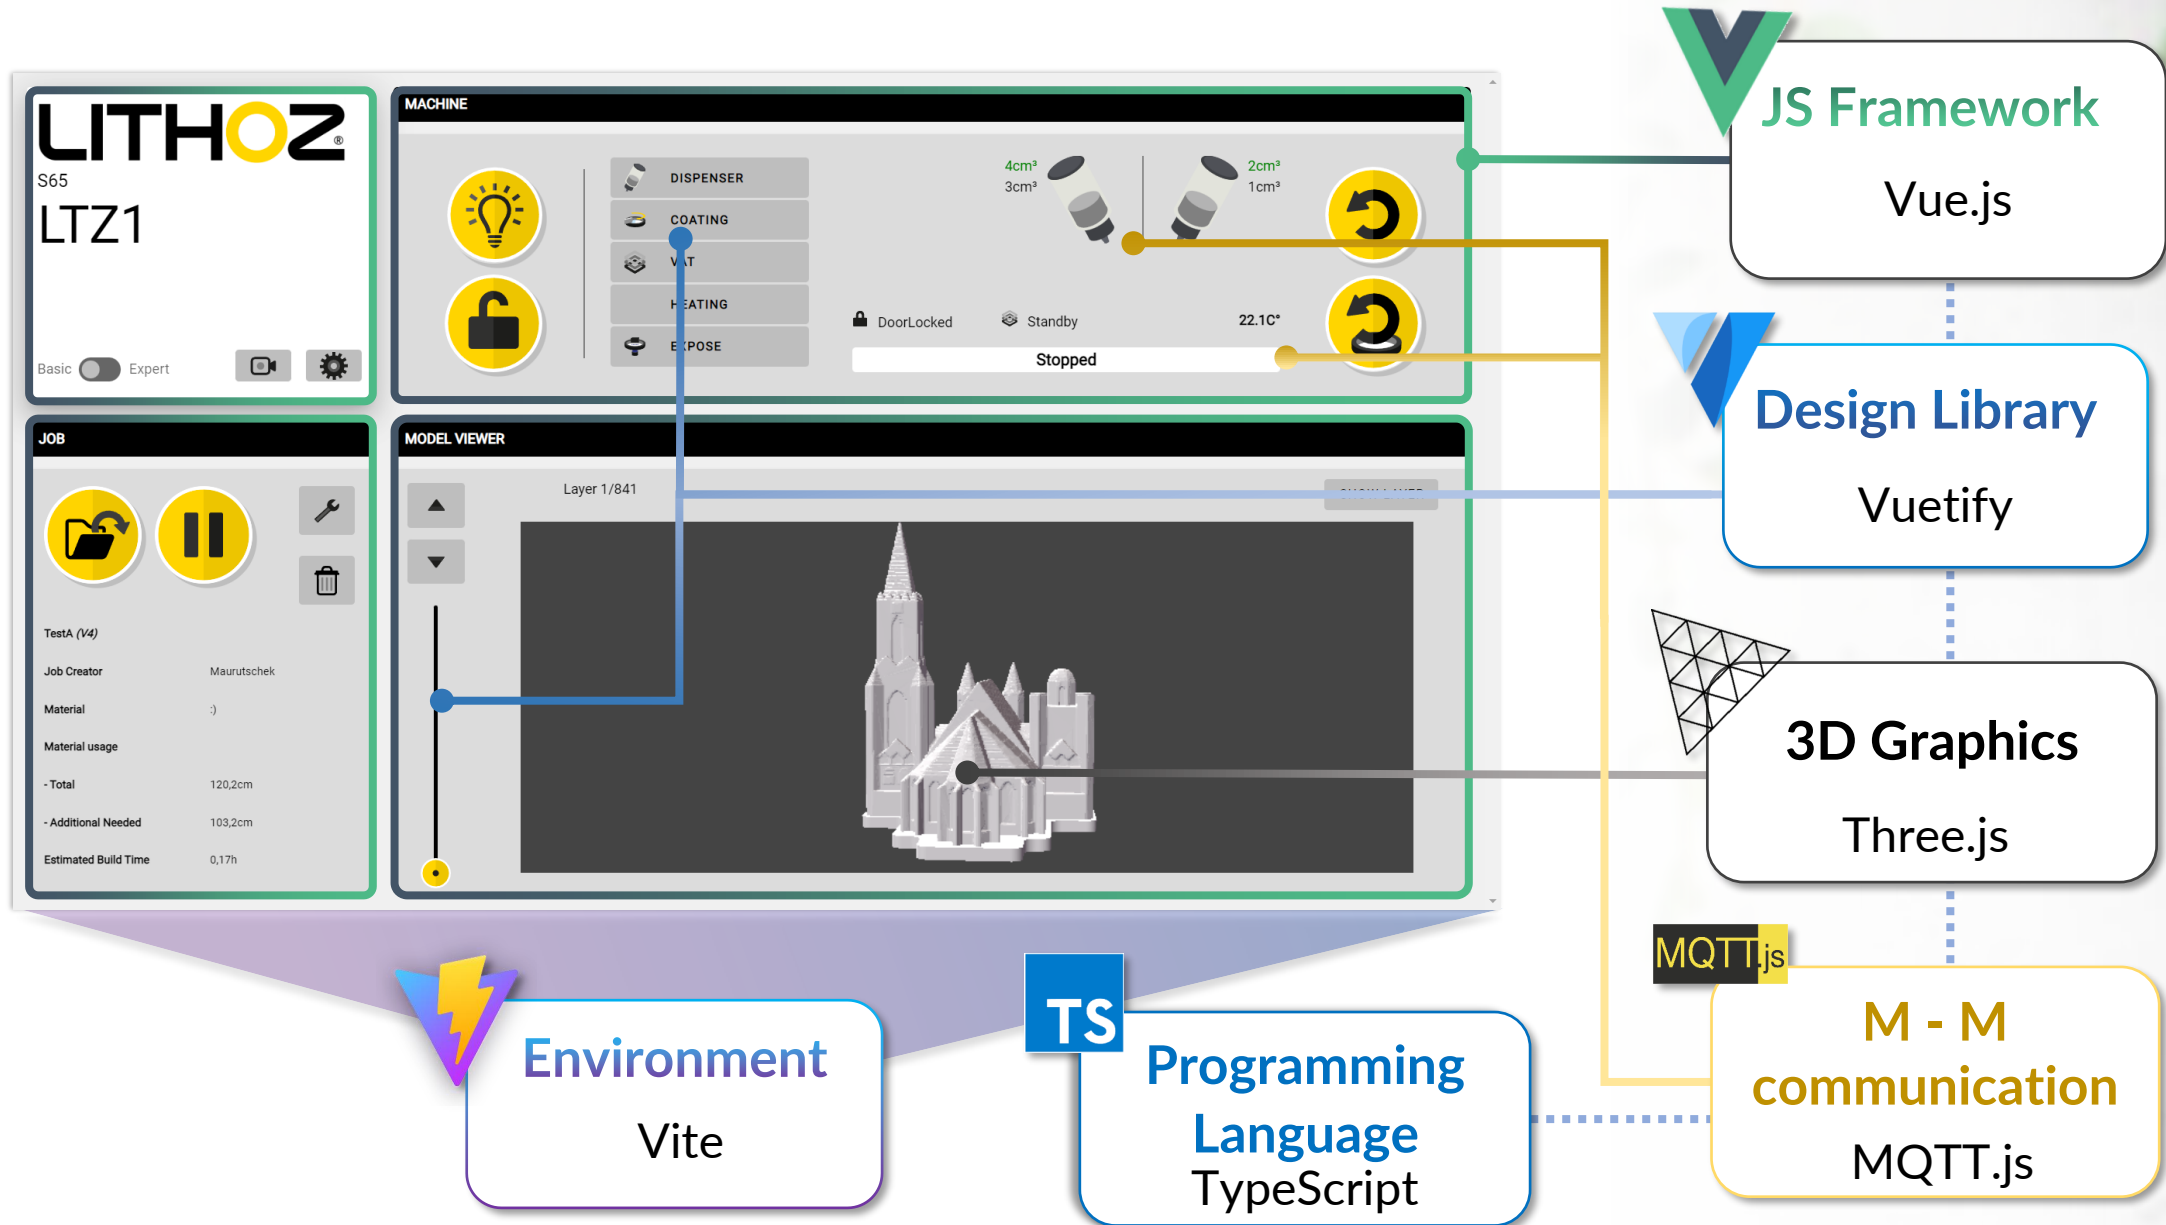 LITHOZ®
S65
LTZ1
Basic Expert
MACHINE
DISPENSER
COATING
VAT
HEATING
EXPOSE
4cm³
3cm³
2cm³
1cm³
DoorLocked
Standby
22.1C°
Stopped
JOB
TestA (V4)
Job Creator Maurutschek
Material :)
Material usage
- Total 120,2cm
- Additional Needed 103,2cm
Estimated Build Time 0,17h
MODEL VIEWER
Layer 1/841
SHOW LAYER
JS Framework
Vue.js
Design Library
Vuetify
3D Graphics
Three.js
MQTT.js
M - M
communication
MQTT.js
Environment
Vite
TS
Programming
Language
TypeScript